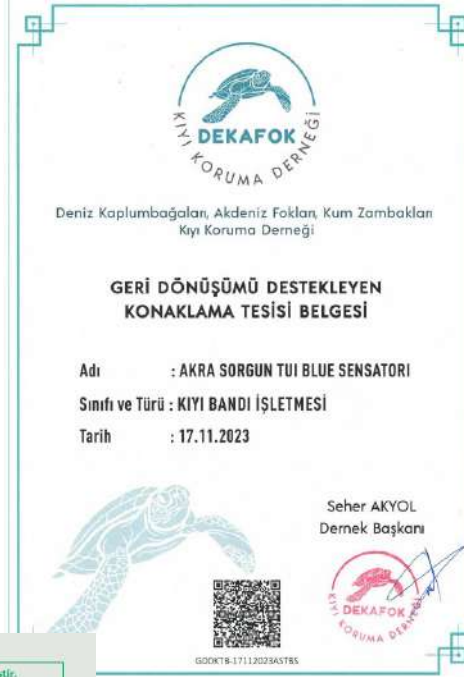 DEKAFOK
KIYI KORUMA DERNEĞİ
Deniz Kaplumbağaları, Akdeniz Fokları, Kum Zambakları
Kıyı Koruma Derneği
GERİ DÖNÜŞÜMÜ DESTEKLEYEN
KONAKLAMA TESİSİ BELGESİ
Adı : AKRA SORGUN TUI BLUE SENSATORI
Sınıfı ve Türü : KIYI BANDI İŞLETMESİ
Tarih : 17.11.2023
Seher AKYOL
Dernek Başkanı
DEKAFOK
KIYI KORUMA DERNEĞİ
GDDKTB-17112023ASTBS